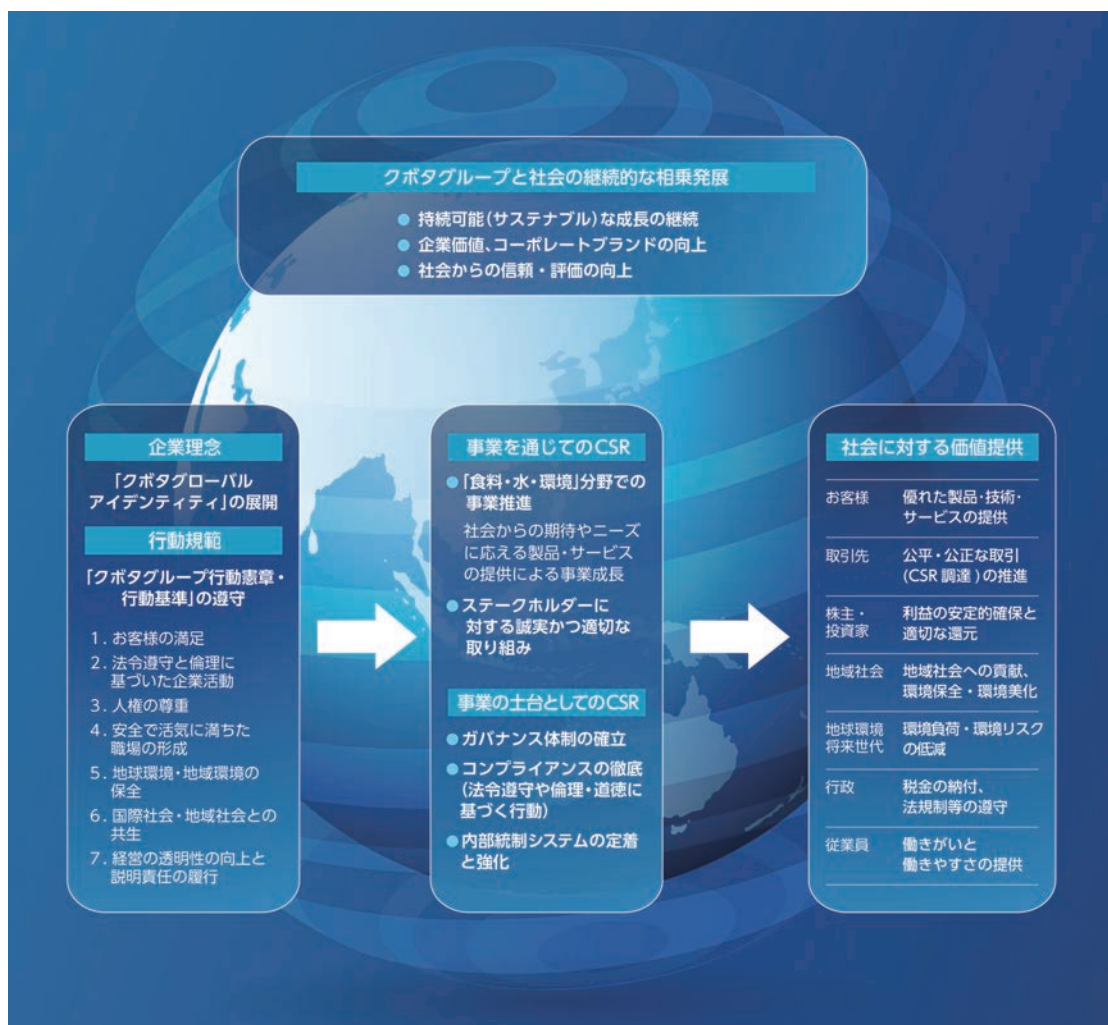 クボタグループと社会の継続的な相乗発展
● 持続可能(サステナブル)な成長の継続
● 企業価値、コーポレートブランドの向上
● 社会からの信頼・評価の向上
企業理念
「クボタグローバル
アイデンティティ」の展開
行動規範
「クボタグループ行動憲章・
行動基準」の遵守
1. お客様の満足
2. 法令遵守と倫理に
基づいた企業活動
3. 人権の尊重
4. 安全で活気に満ちた
職場の形成
5. 地球環境・地域環境の
保全
6. 国際社会・地域社会との
共生
7. 経営の透明性の向上と
説明責任の履行
事業を通じてのCSR
●「食料・水・環境」分野での
事業推進
社会からの期待やニーズ
に応える製品・サービス
の提供による事業成長
● ステークホルダーに
対する誠実かつ適切な
取り組み
事業の土台としてのCSR
● ガバナンス体制の確立
● コンプライアンスの徹底
(法令遵守や倫理・道徳に
基づく行動)
● 内部統制システムの定着
と強化
社会に対する価値提供
お客様 優れた製品・技術・
サービスの提供
取引先 公平・公正な取引
(CSR 調達 ) の推進
株主・ 利益の安定的確保と
投資家 適切な還元
地域社会 地域社会への貢献、
環境保全・環境美化
地球環境 環境負荷・環境リスク
将来世代 の低減
行政 税金の納付、
法規制等の遵守
従業員 働きがいと
働きやすさの提供